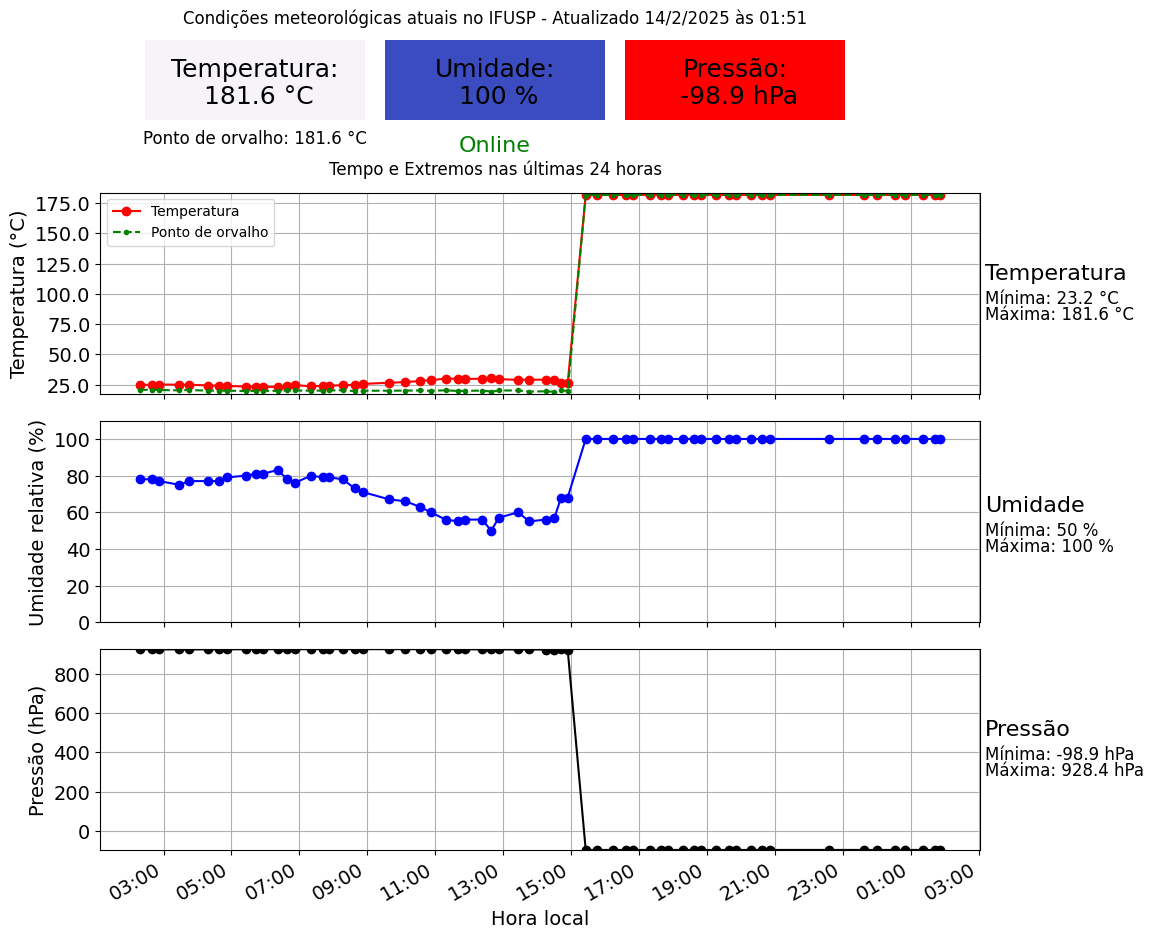 Condições meteorológicas atuais no IFUSP - Atualizado 14/2/2025 às 01:51
Temperatura:
181.6 °C
Umidade:
100 %
Pressão:
-98.9 hPa
Ponto de orvalho: 181.6 °C
Online
Tempo e Extremos nas últimas 24 horas
Temperatura (°C)
175.0
150.0
125.0
100.0
75.0
50.0
25.0
Temperatura
Ponto de orvalho
Temperatura
Mínima: 23.2 °C
Máxima: 181.6 °C
Umidade relativa (%)
100
80
60
40
20
0
Umidade
Mínima: 50 %
Máxima: 100 %
Pressão (hPa)
800
600
400
200
0
Pressão
Mínima: -98.9 hPa
Máxima: 928.4 hPa
03:00 05:00 07:00 09:00 11:00 13:00 15:00 17:00 19:00 21:00 23:00 01:00 03:00
Hora local